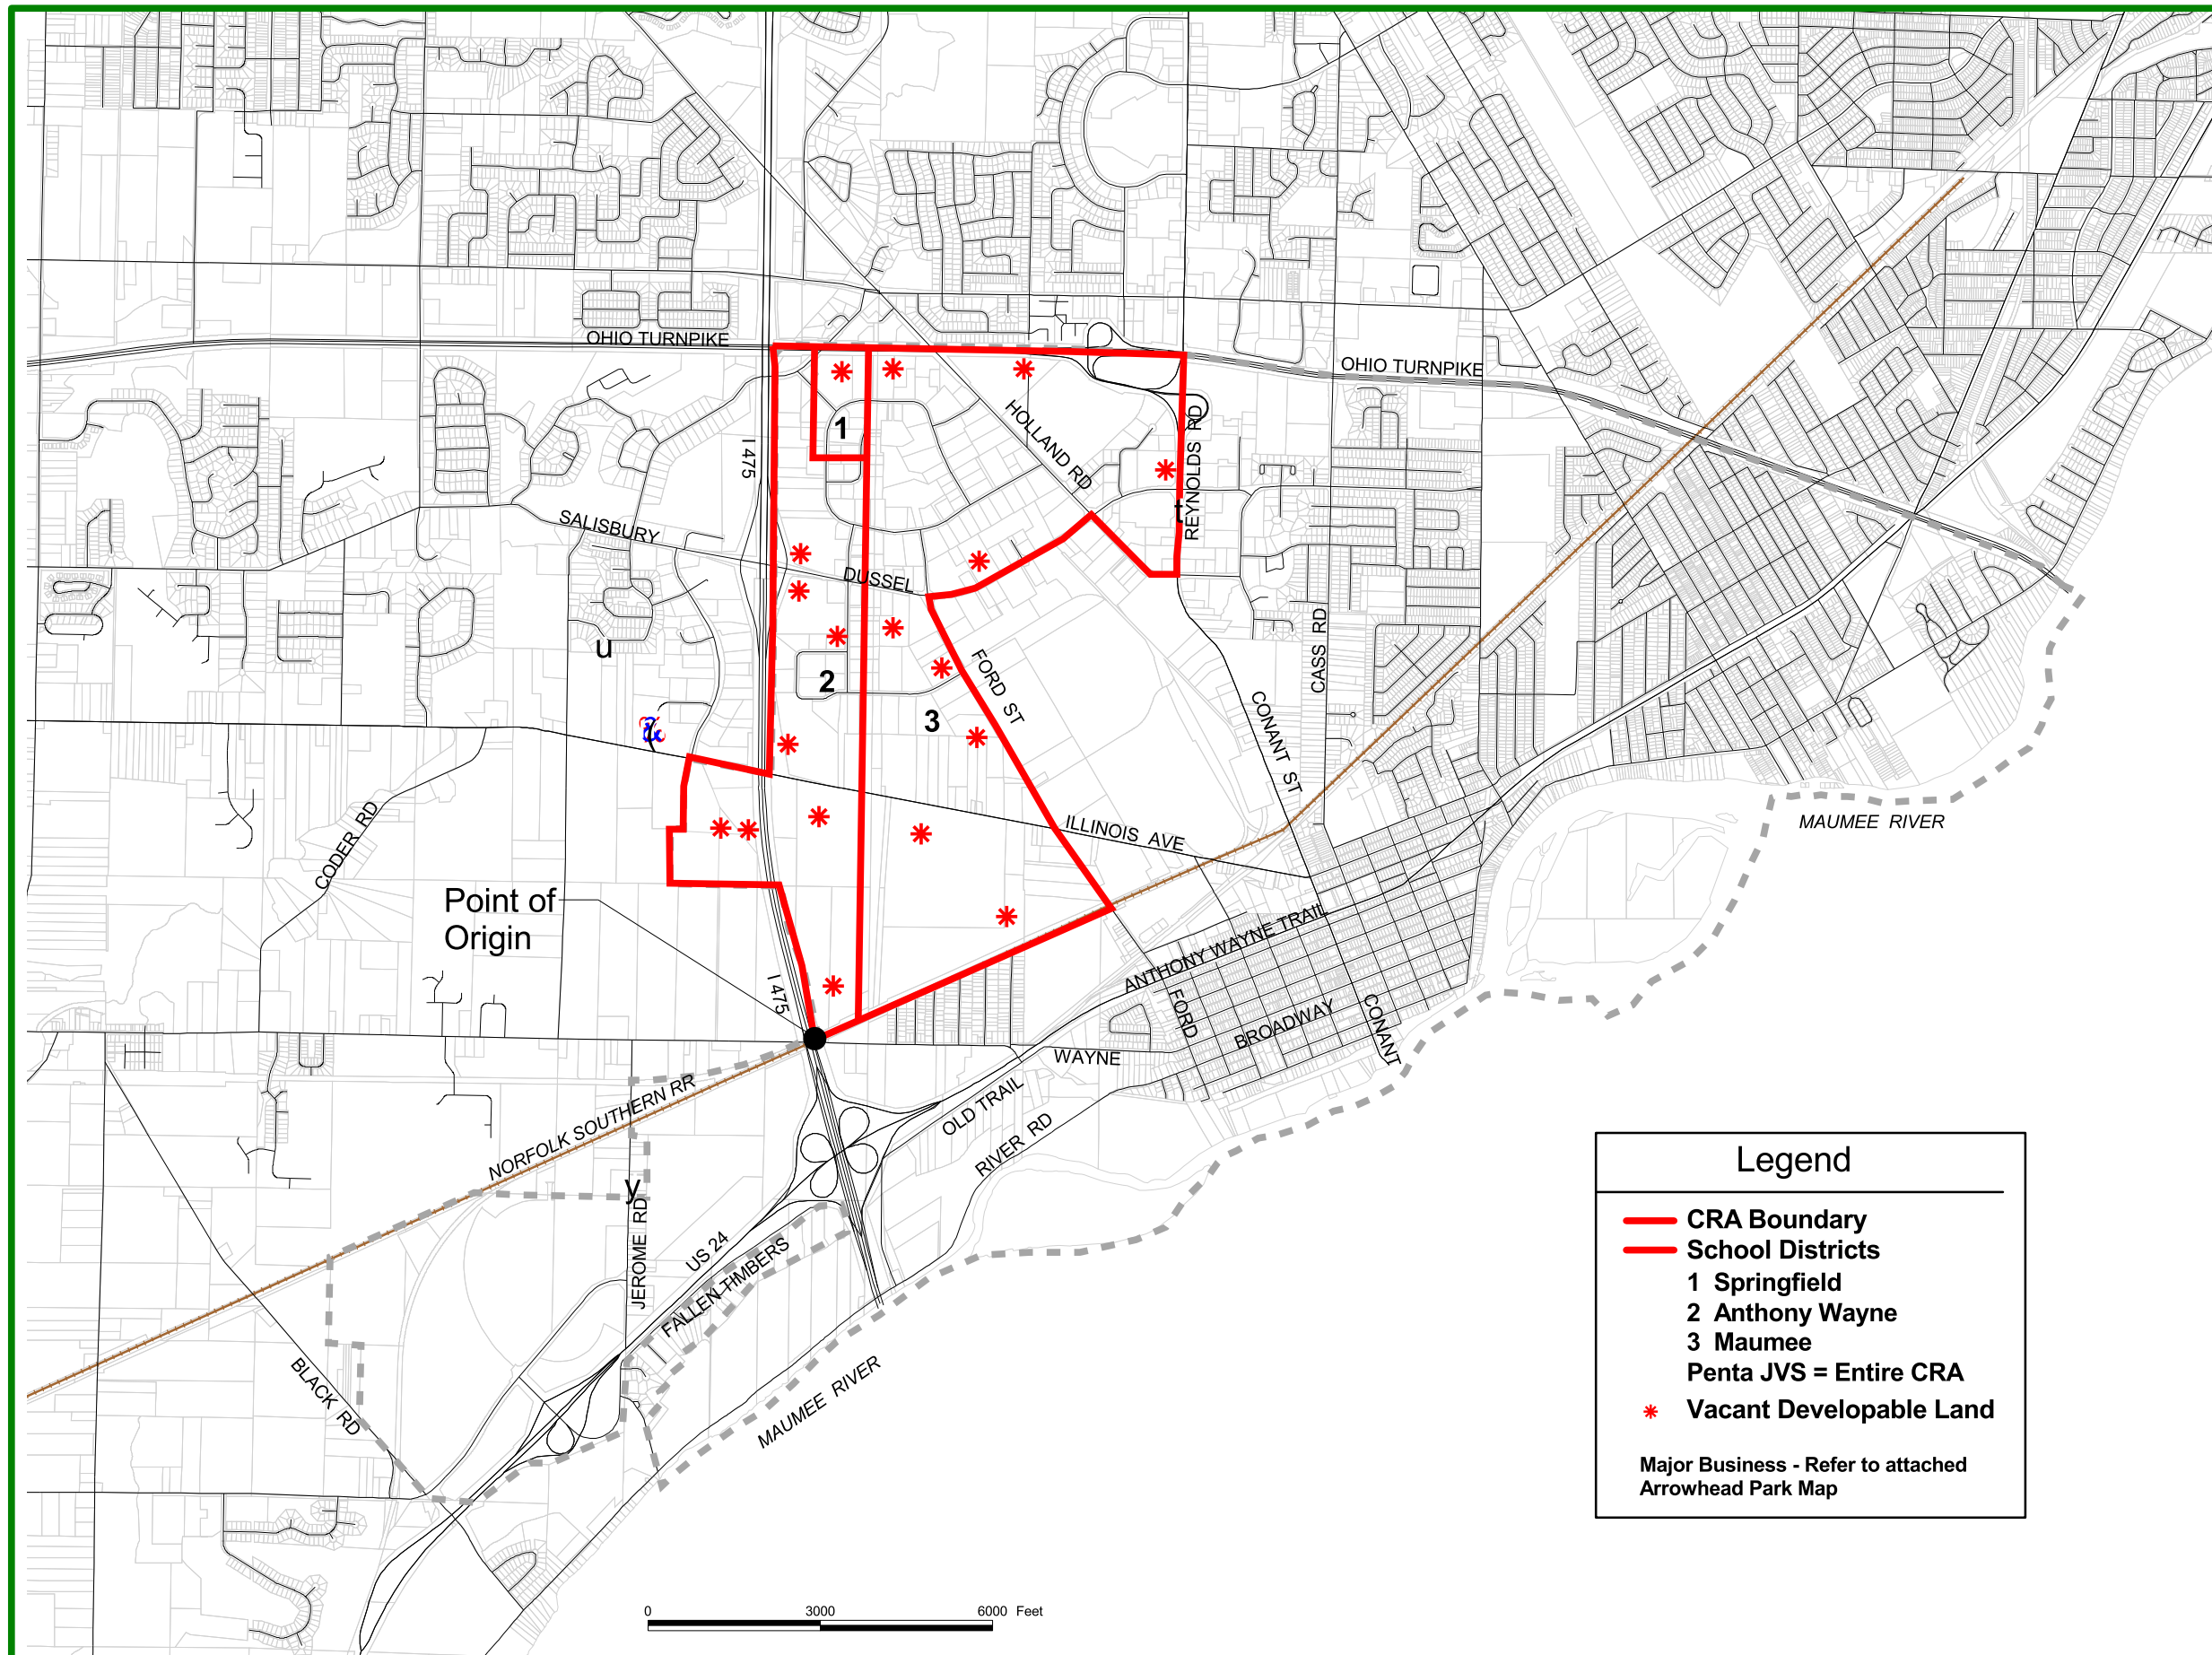 OHIO TURNPIKE
OHIO TURNPIKE
HOLLAND RD
REYNOLDS RD
1
I 475
t
SALISBURY
DUSSEL
u
2
3
FORD ST
CASS RD
CONANT ST
ILLINOIS AVE
MAUMEE RIVER
CODER RD
Point of
Origin
I 475
ANTHONY WAYNE TRAIL
FORD
BROADWAY
CONANT
WAYNE
OLD TRAIL
RIVER RD
NORFOLK SOUTHERN RR
y
JEROME RD
US 24
FALLEN TIMBERS
BLACK RD
MAUMEE RIVER
Legend
CRA Boundary
School Districts
1 Springfield
2 Anthony Wayne
3 Maumee
Penta JVS = Entire CRA
Vacant Developable Land
Major Business - Refer to attached
Arrowhead Park Map
0 3000 6000 Feet